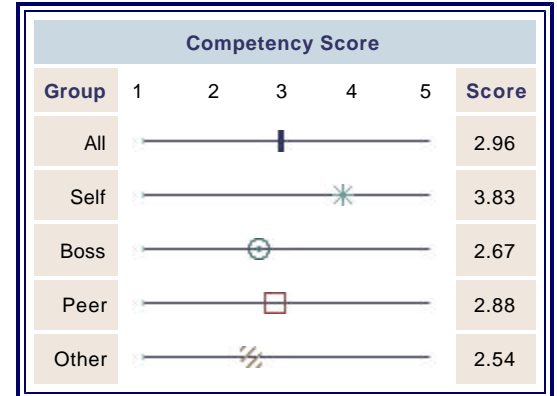 Competency Score
Group 1 2 3 4 5 Score
All 2.96
Self 3.83
Boss 2.67
Peer 2.88
Other 2.54